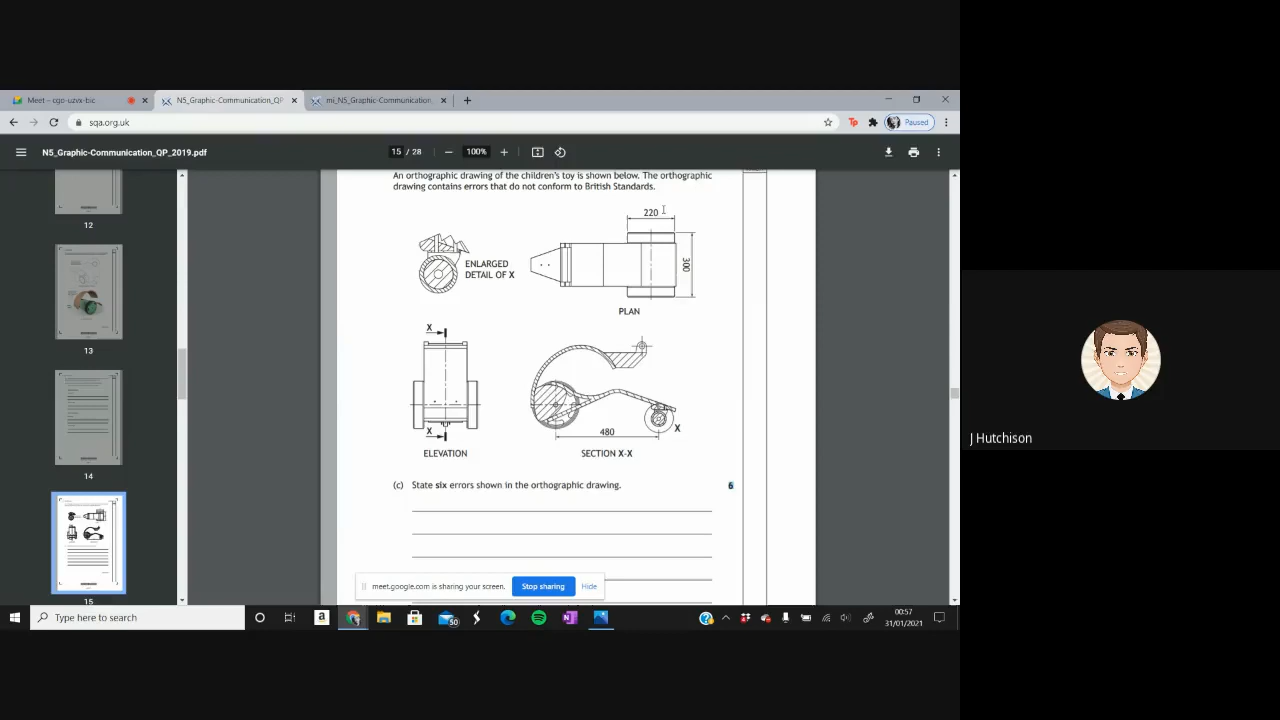 Meet – cgo-uzvx-bic
N5_Graphic-Communication_QP
mi_N5_Graphic-Communication_
sqa.org.uk
Paused
N5_Graphic-Communication_QP_2019.pdf
15 / 28
100%
An orthographic drawing of the children's toy is shown below. The orthographic
drawing contains errors that do not conform to British Standards.
12
220
ENLARGED
DETAIL OF X
300
PLAN
13
X
X
480
X
ELEVATION
SECTION X-X
14
(c) State six errors shown in the orthographic drawing.
6
meet.google.com is sharing your screen.
Stop sharing
Hide
15
Type here to search
50
00:57
31/01/2021
J Hutchison